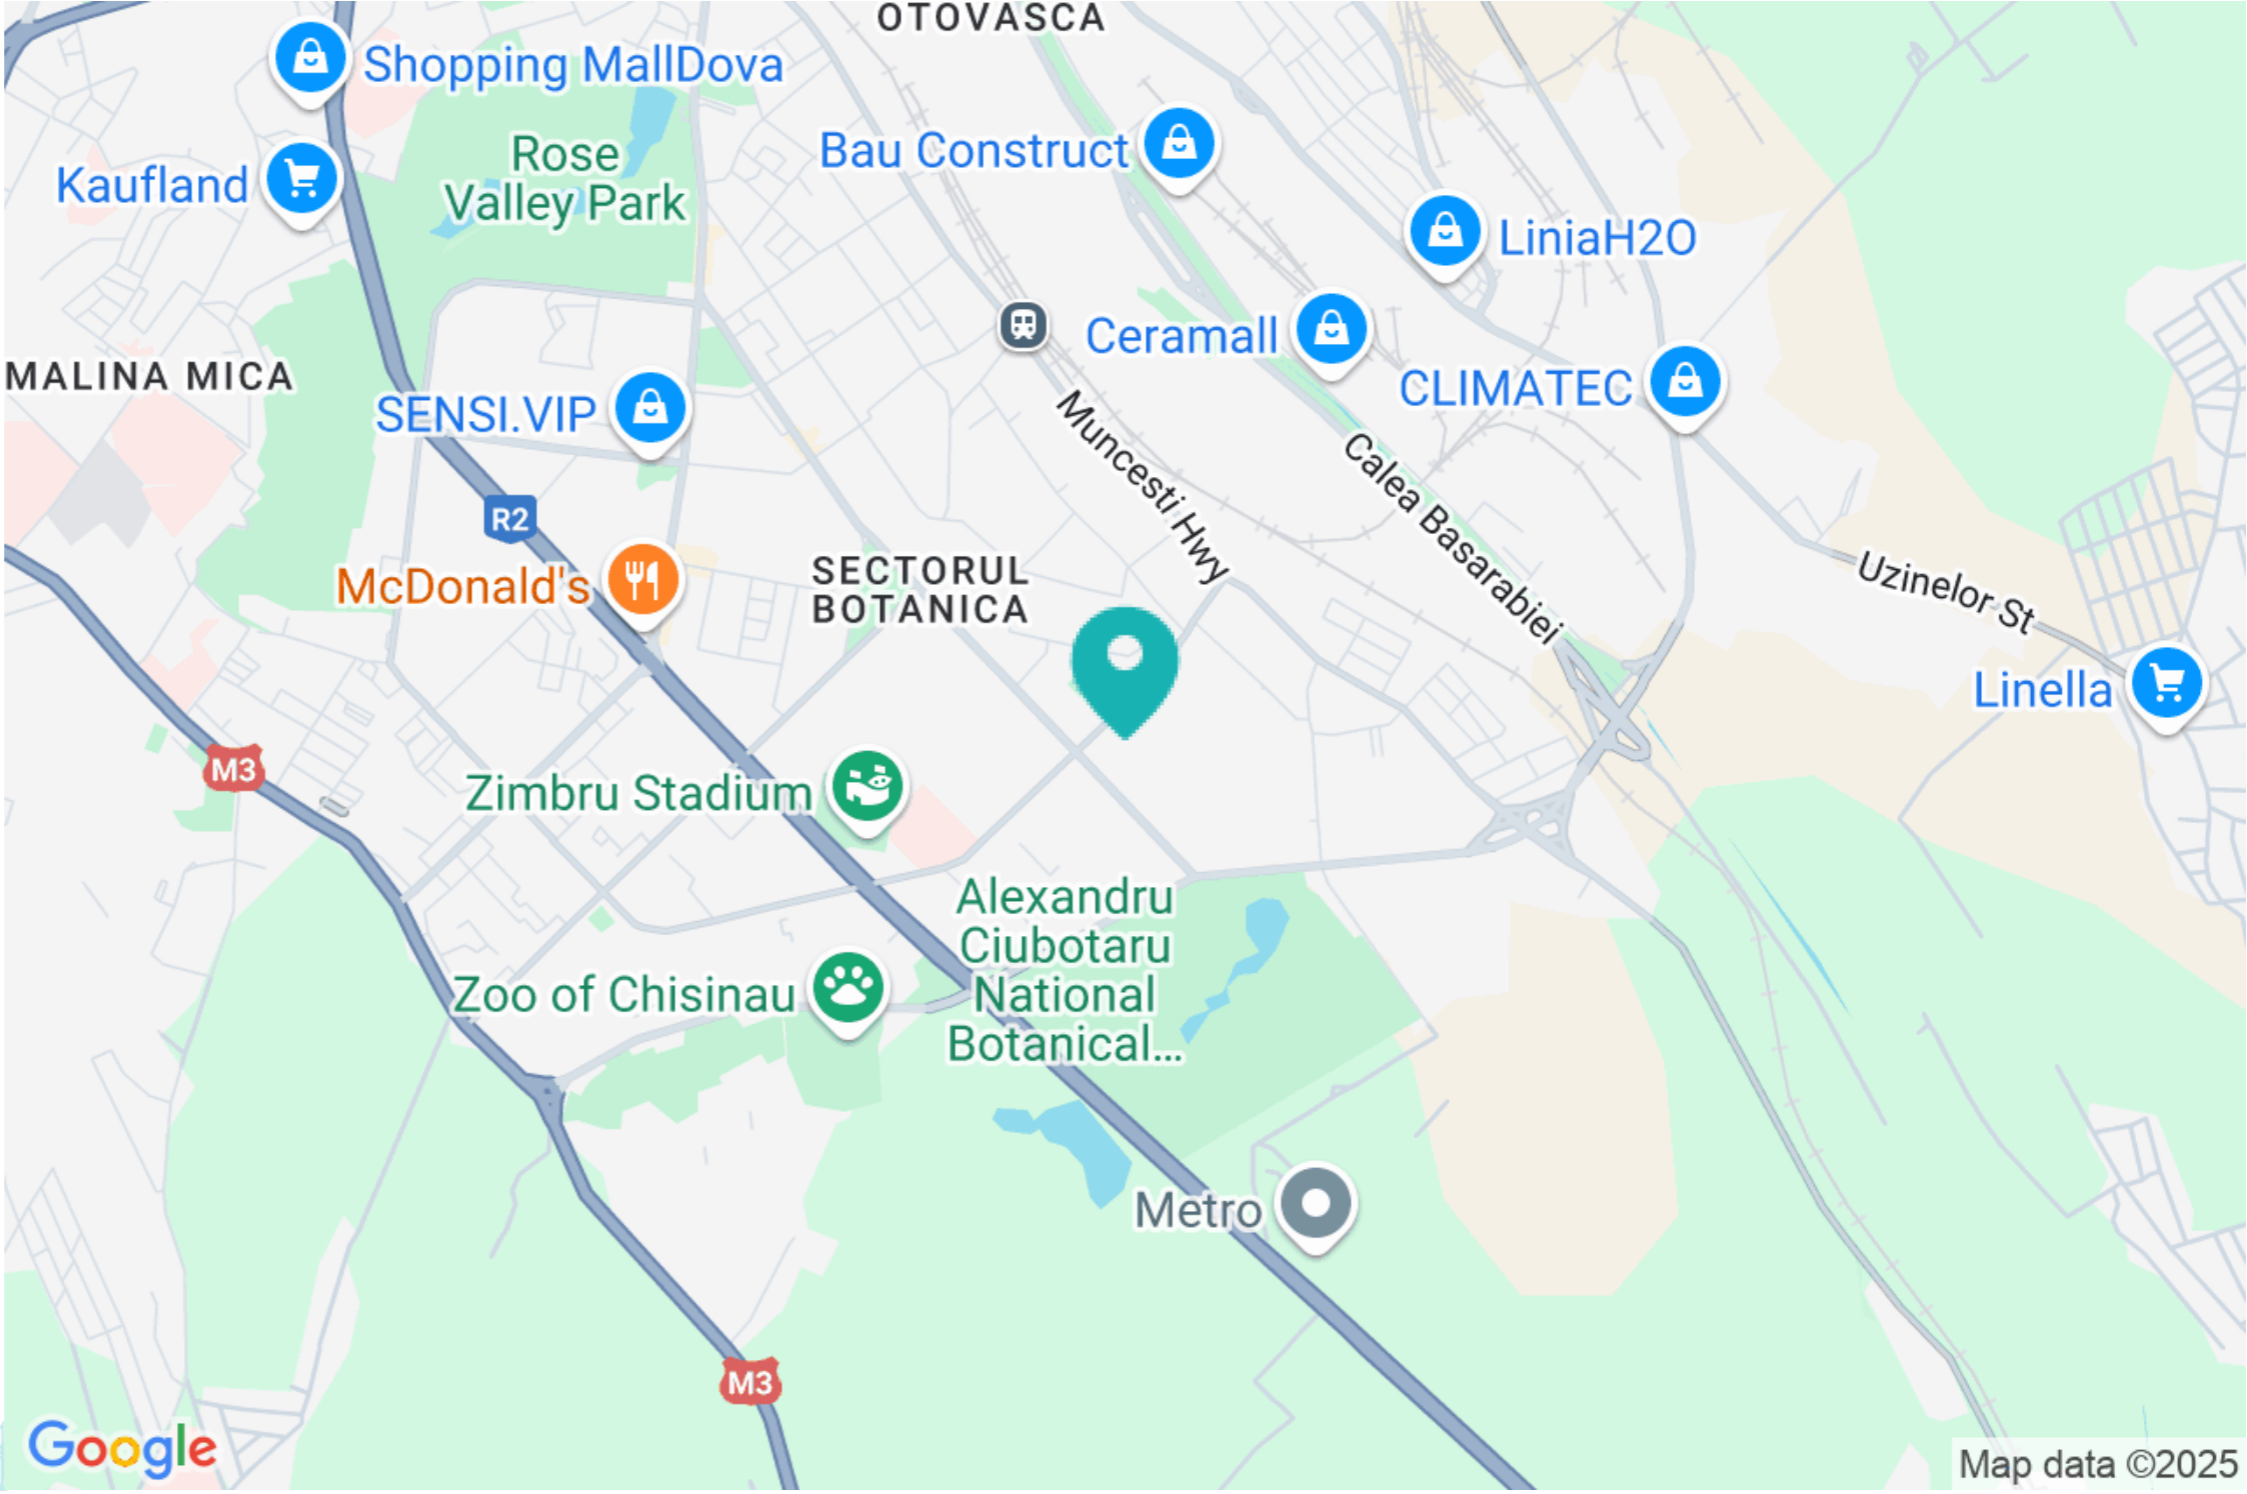 OTOVASCA
Shopping MallDova
Rose
Valley Park
Bau Construct
Kaufland
LiniaH2O
Ceramall
MALINA MICA
CLIMATEC
SENSI.VIP
Muncesti Hwy
Calea Basarabiei
R2
McDonald's
SECTORUL
BOTANICA
Uzinelor St
Linella
M3
Zimbru Stadium
Alexandru
Ciubotaru
National
Botanical...
Zoo of Chisinau
Metro
M3
Google
Map data ©2025